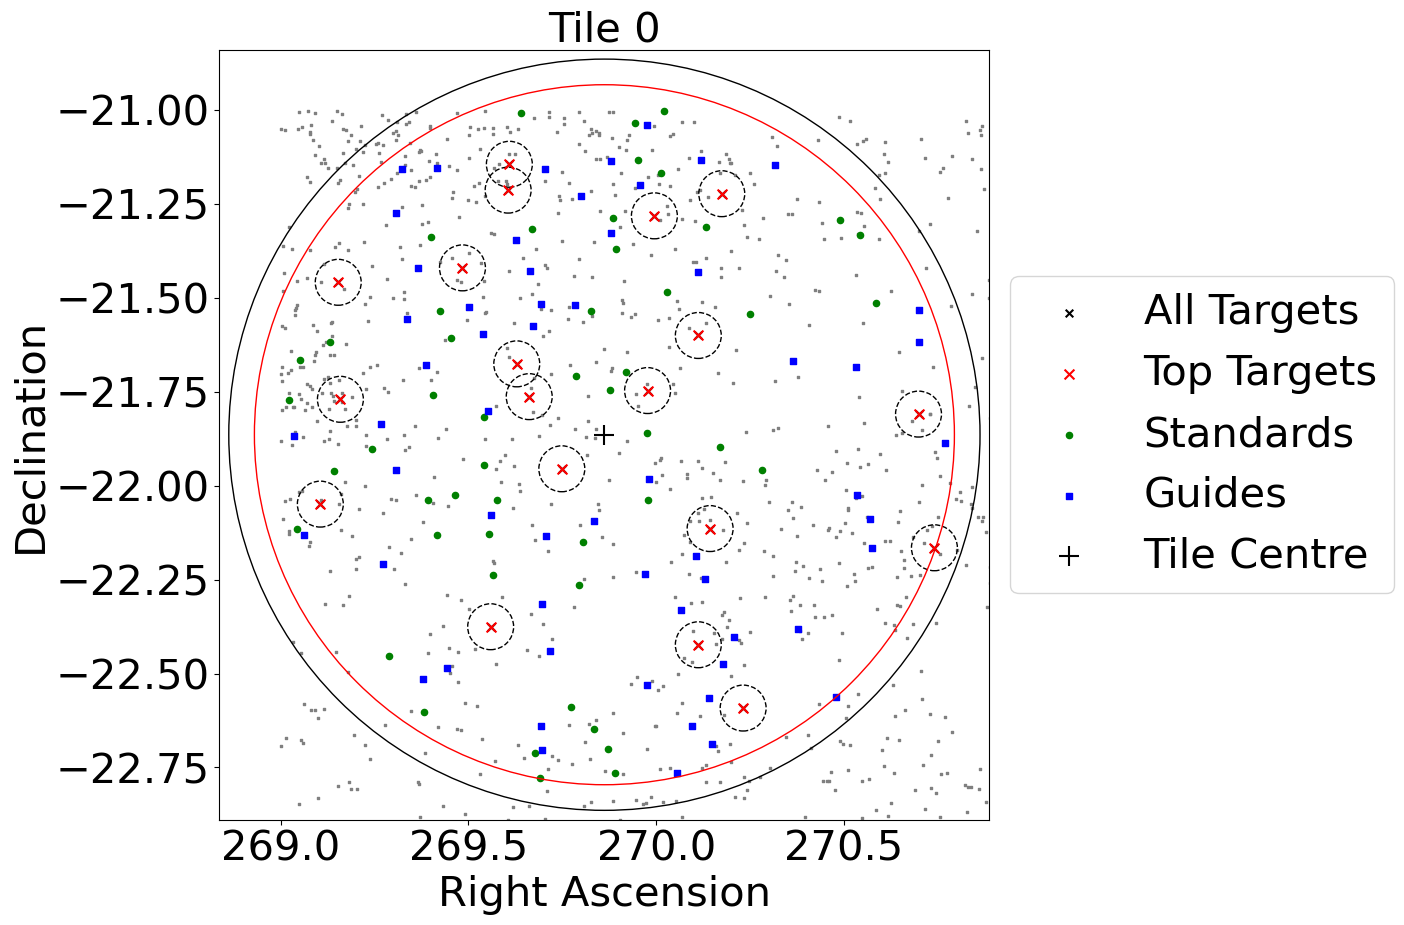 Tile 0
−21.00
−21.25
−21.50
−21.75
−22.00
−22.25
−22.50
−22.75
Declination
269.0 269.5 270.0 270.5
Right Ascension
All Targets
Top Targets
Standards
Guides
Tile Centre